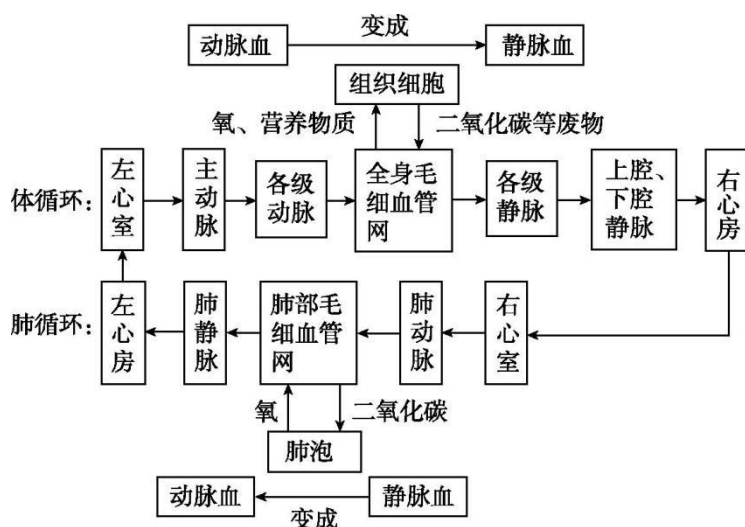 变成
动脉血 静脉血
组织细胞
氧、营养物质 二氧化碳等废物
体循环：
左心室
主动脉
各级动脉
全身毛细血管网
各级静脉
上腔、下腔静脉
右心房
肺循环：
左心房
肺静脉
肺部毛细血管网
肺动脉
右心室
氧 二氧化碳
肺泡
动脉血 静脉血
变成